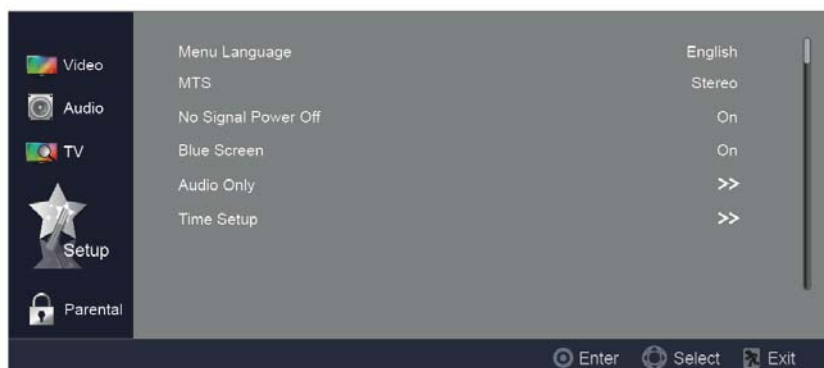 Video
Audio
TV
Setup
Parental
Menu Language English
MTS Stereo
No Signal Power Off On
Blue Screen On
Audio Only >>
Time Setup >>
Enter Select Exit